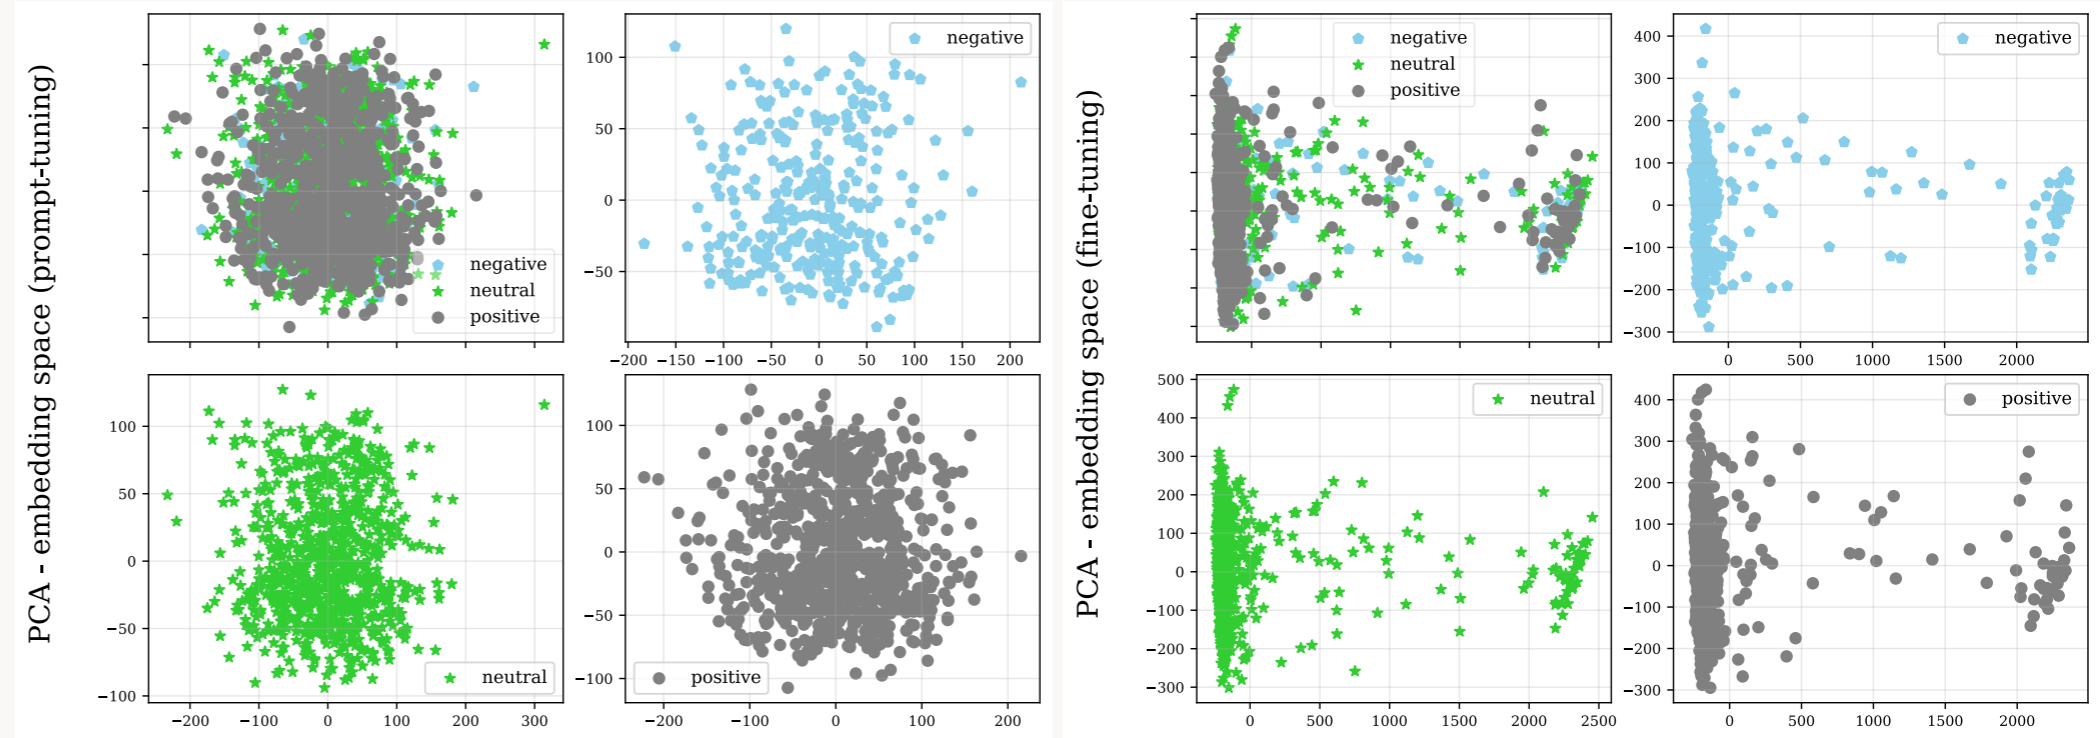 PCA - embedding space (prompt-tuning)
negative
neutral
positive
negative
100
50
0
−50
−200 −150 −100 −50 0 50 100 150 200
neutral
100
50
0
−50
−100
−200 −100 0 100 200 300
positive
100
50
0
−50
−100
−200 −100 0 100 200
PCA - embedding space (fine-tuning)
negative
neutral
positive
negative
400
300
200
100
0
−100
−200
−300
0 500 1000 1500 2000
neutral
500
400
300
200
100
0
−100
−200
−300
0 500 1000 1500 2000 2500
positive
400
300
200
100
0
−100
−200
−300
0 500 1000 1500 2000